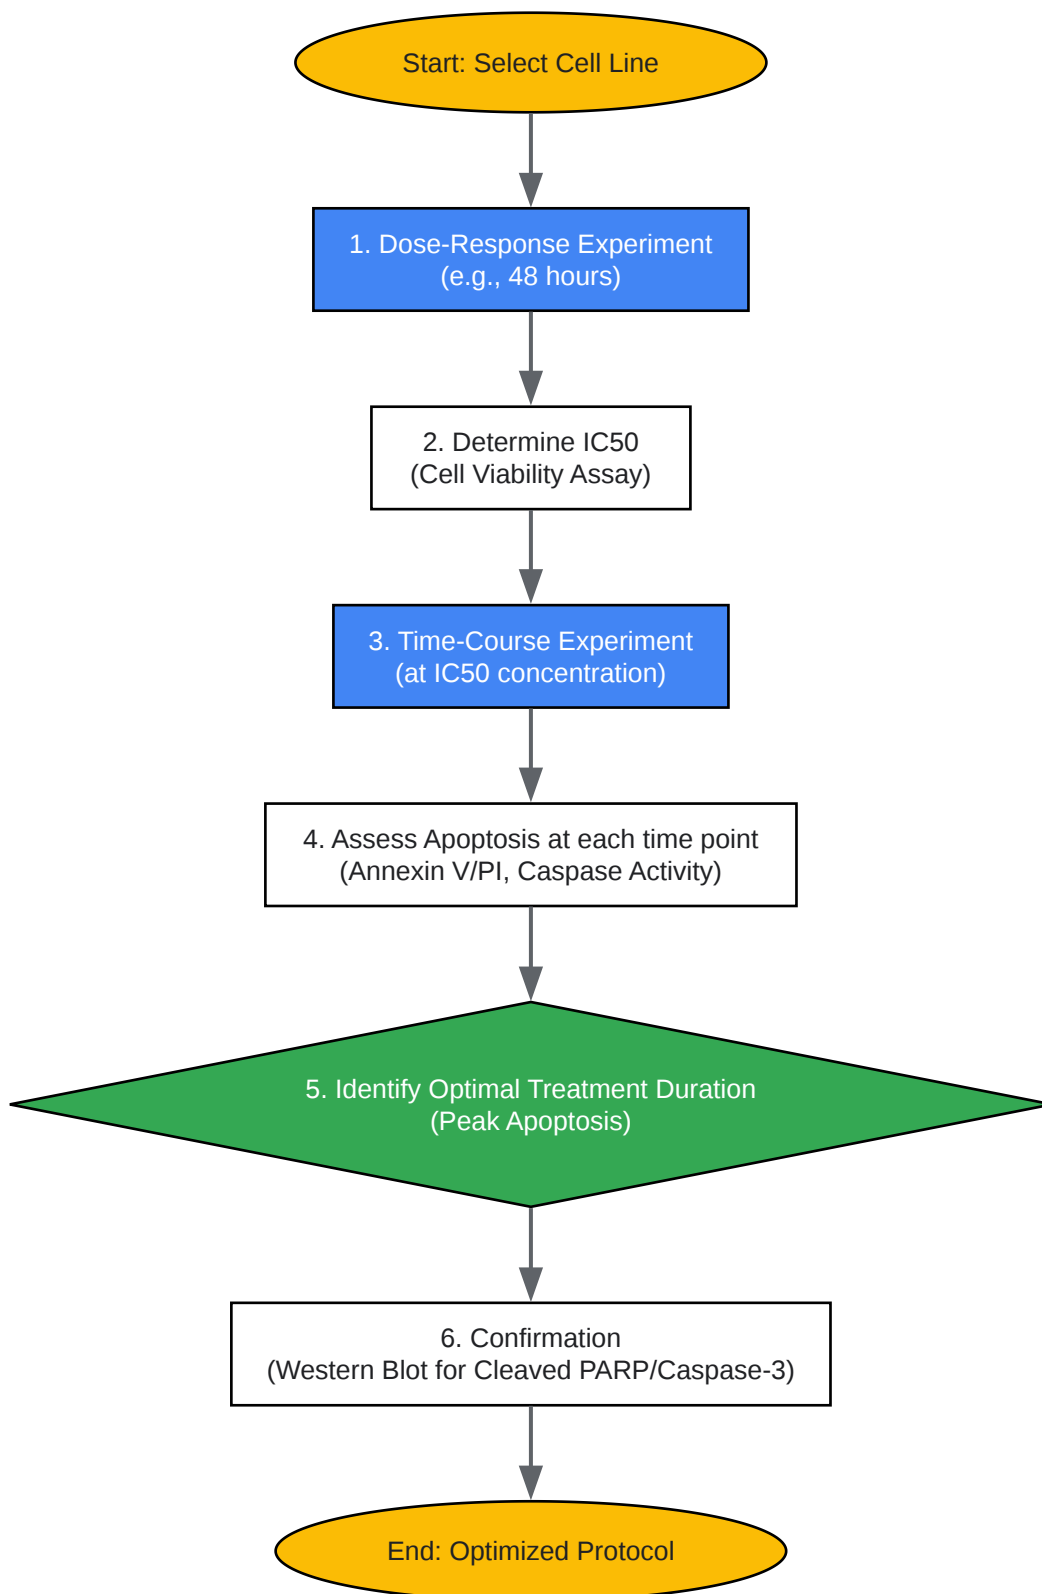 Start: Select Cell Line
1. Dose-Response Experiment
(e.g., 48 hours)
2. Determine IC50
(Cell Viability Assay)
3. Time-Course Experiment
(at IC50 concentration)
4. Assess Apoptosis at each time point
(Annexin V/PI, Caspase Activity)
5. Identify Optimal Treatment Duration
(Peak Apoptosis)
6. Confirmation
(Western Blot for Cleaved PARP/Caspase-3)
End: Optimized Protocol